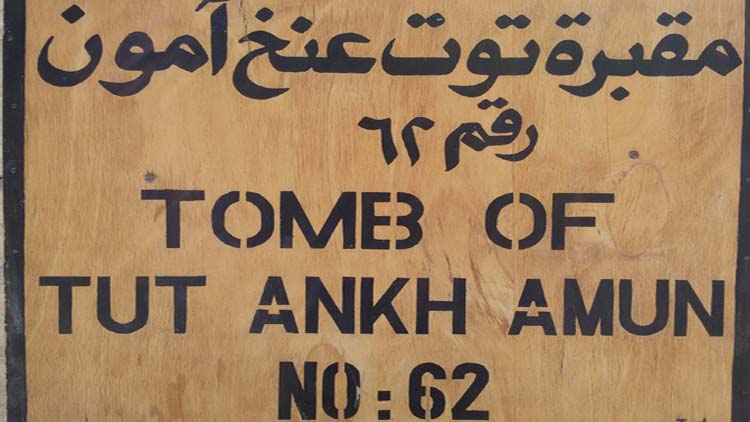 مقبرة توت عنخ آمون
رقم ٦٢
TOMB OF
TUT ANKH AMUN
NO: 62